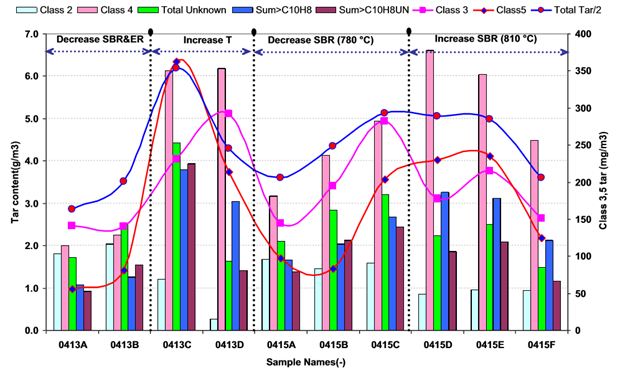 Class 2 Class 4 Total Unknown Sum>C10H8 Sum>C10H8UN Class 3 Class5 Total Tar/2
7.0 400
Decrease SBR&ER Increase T Decrease SBR (780 °C) Increase SBR (810 °C)
6.0 350
5.0 300
4.0 250
3.0 200
2.0 150
1.0 100
0.0 50
0
Tar content(g/m3)
Class 3,5 tar (mg/m3)
0413A 0413B 0413C 0413D 0415A 0415B 0415C 0415D 0415E 0415F
Sample Names(-)